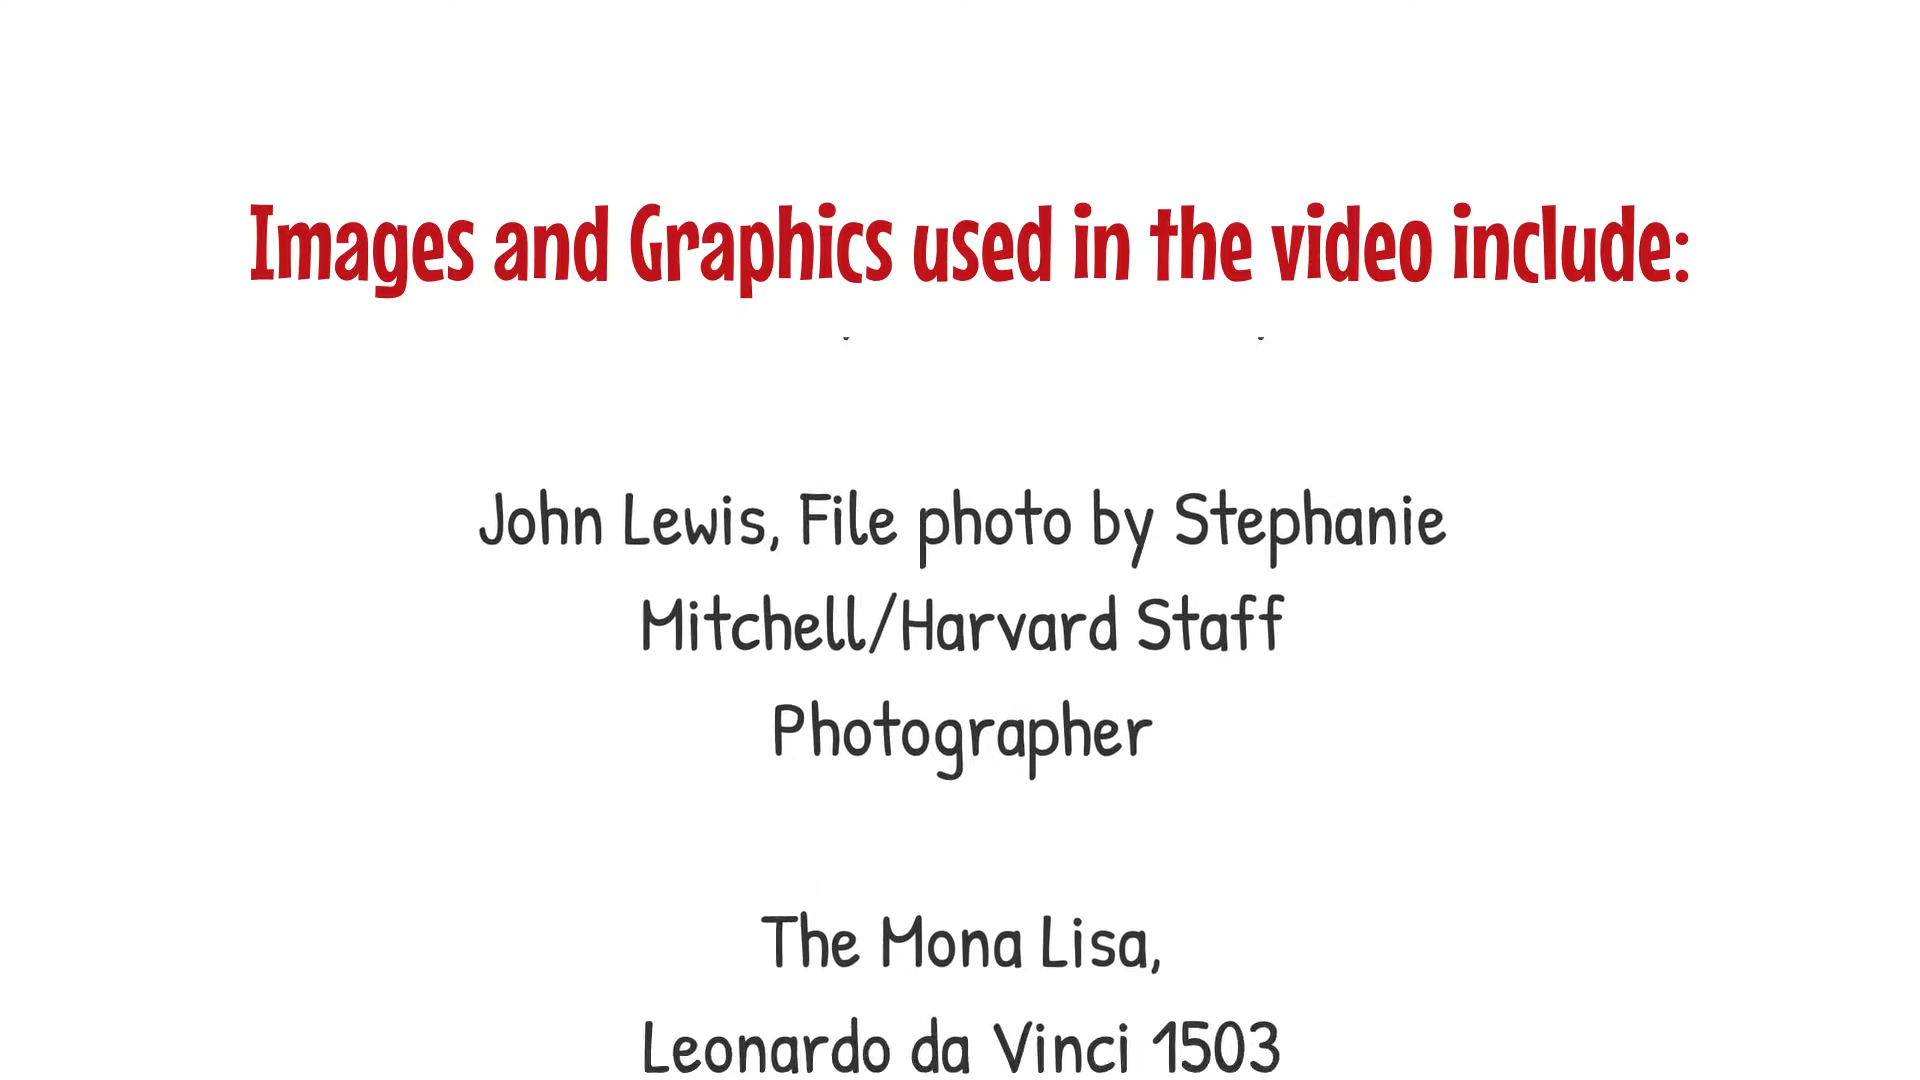 Images and Graphics used in the video include:
John Lewis, File photo by Stephanie
Mitchell/Harvard Staff
Photographer
The Mona Lisa,
Leonardo da Vinci 1503